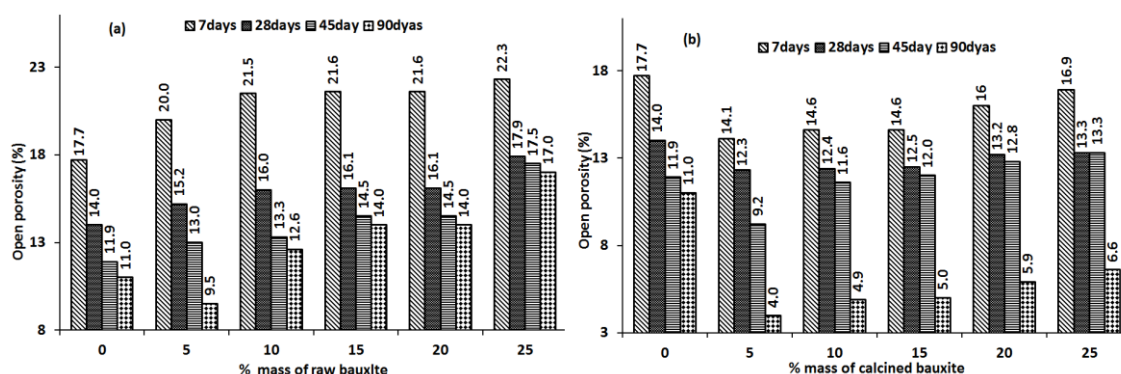 (a)
7days 28days 45day 90dyas
Open porosity (%)
23
18
13
8
17.7 14.0 11.9 11.0
20.0 15.2 13.0 9.5
21.5 16.0 13.3 12.6
21.6 16.1 14.5 14.0
21.6 16.1 14.5 14.0
22.3 17.9 17.5 17.0
0 5 10 15 20 25
% mass of raw bauxIte
(b)
7days 28days 45day 90dyas
Open porosity (%)
18
13
8
3
17.7 14.0 11.9 11.0
14.1 12.3 9.2 4.0
14.6 12.4 11.6 4.9
14.6 12.5 12.0 5.0
16 13.2 12.8 5.9
16.9 13.3 13.3 6.6
0 5 10 15 20 25
% mass of calcined bauxite